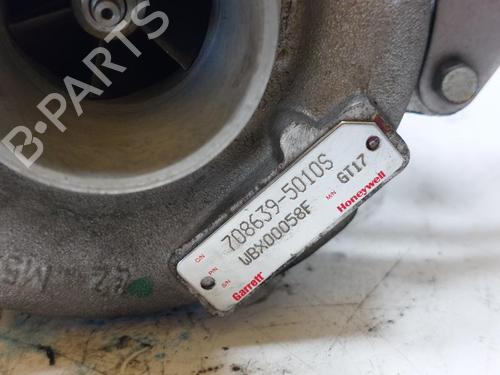 B-PARTS
C/N
P/N 708639-5010S
S/N WBX00058F M/N GT17
Garrett Honeywell